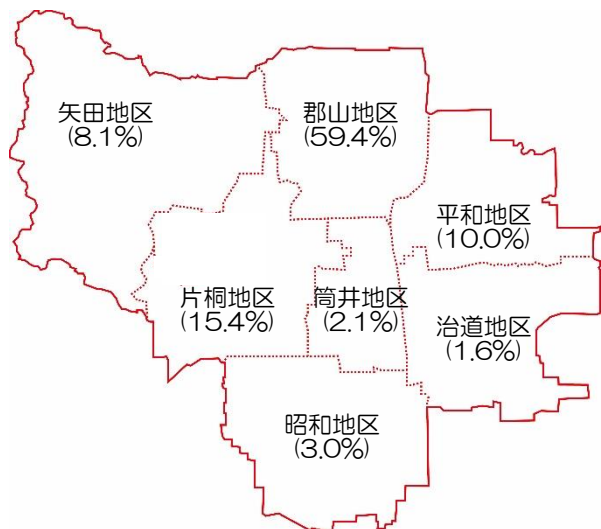 矢田地区
(8.1%)
郡山地区
(59.4%)
平和地区
(10.0%)
片桐地区
(15.4%)
筒井地区
(2.1%)
治道地区
(1.6%)
昭和地区
(3.0%)